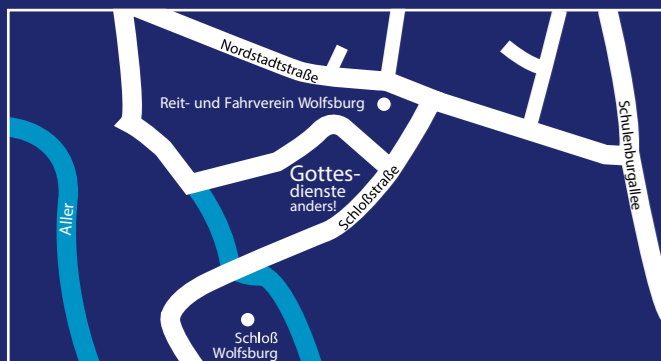 Nordstadtstraße
Reit- und Fahrverein Wolfsburg
Schulenburgallee
Gottes-
dienste
anders!
Schloßstraße
Aller
Schloß
Wolfsburg